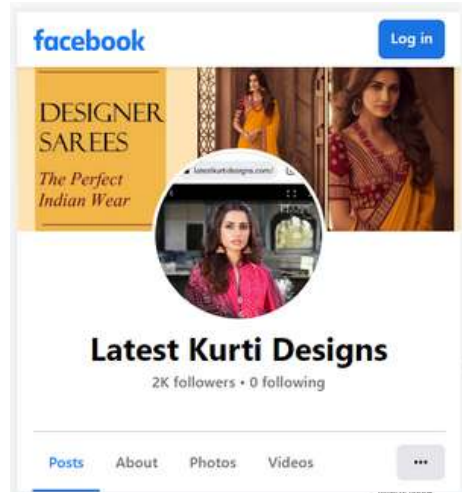 facebook
Log in
DESIGNER
SAREES
The Perfect
Indian Wear
latestkurtidesigns.com/
Latest Kurti Designs
2K followers • 0 following
Posts About Photos Videos ...